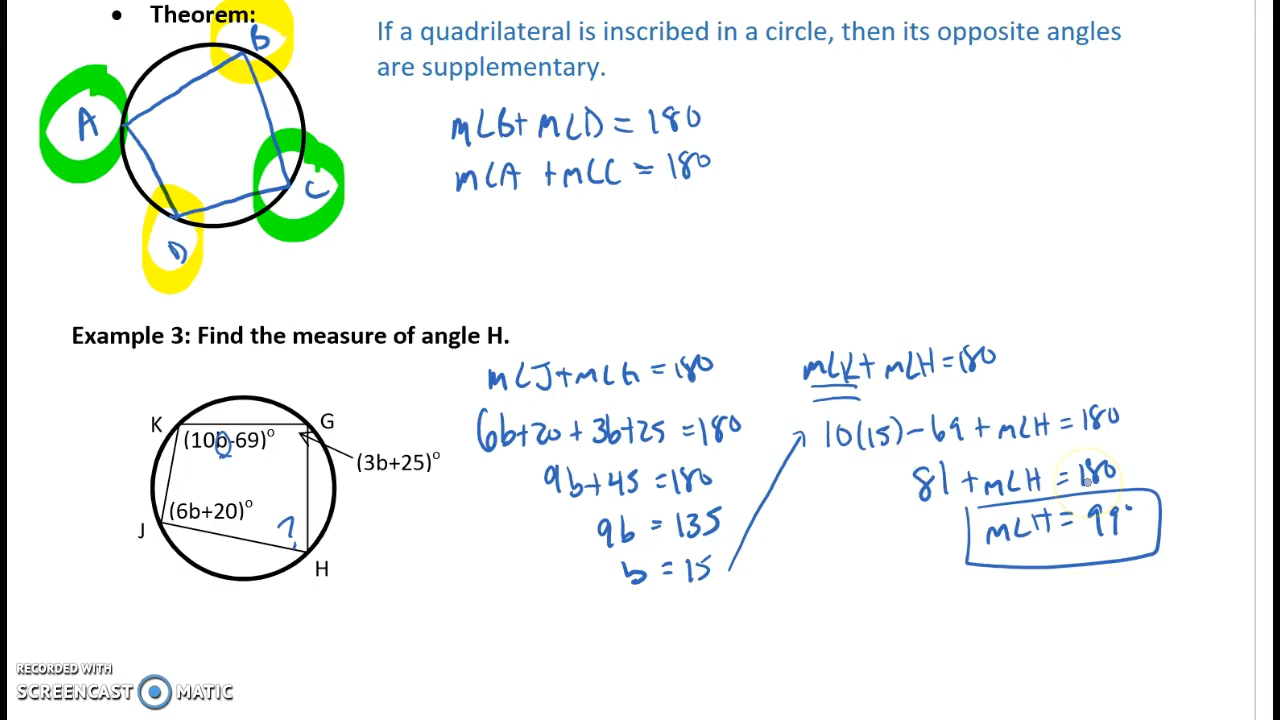 • Theorem:
If a quadrilateral is inscribed in a circle, then its opposite angles
are supplementary.
B
A
C
D
m∠B + m∠D = 180
m∠A + m∠C = 180
Example 3: Find the measure of angle H.
K
G
(10b-69)°
(3b+25)°
(6b+20)°
J
?
H
m∠J + m∠G = 180
6b+20 + 3b+25 = 180
9b+45 = 180
9b = 135
b = 15
m∠K + m∠H = 180
10(15) - 69 + m∠H = 180
81 + m∠H = 180
m∠H = 99°
RECORDED WITH
SCREENCAST MATIC